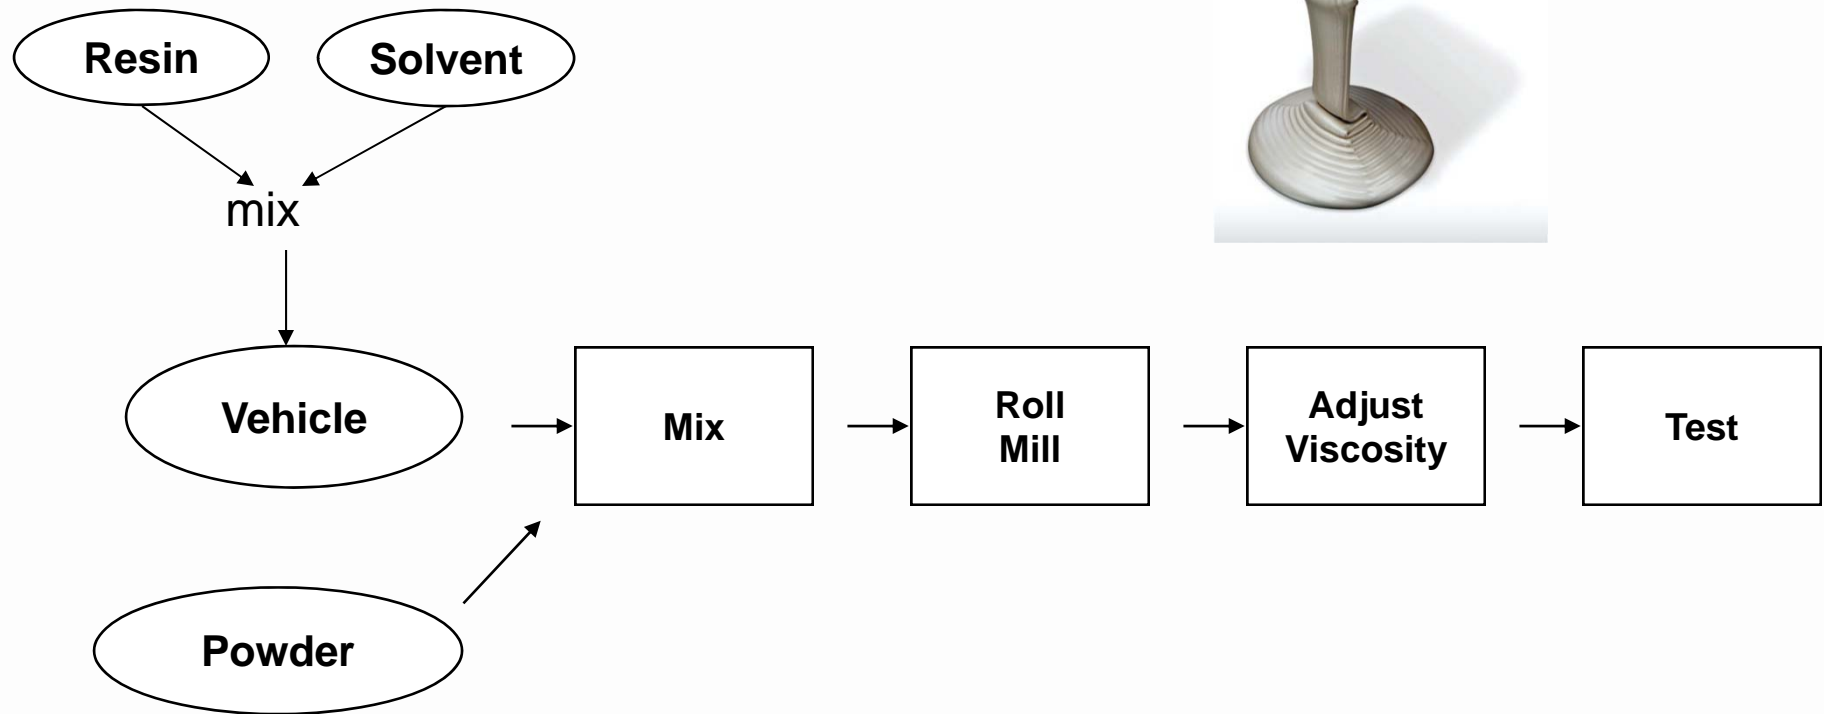 Resin
Solvent
mix
Vehicle
Mix
Roll
Mill
Adjust
Viscosity
Test
Powder